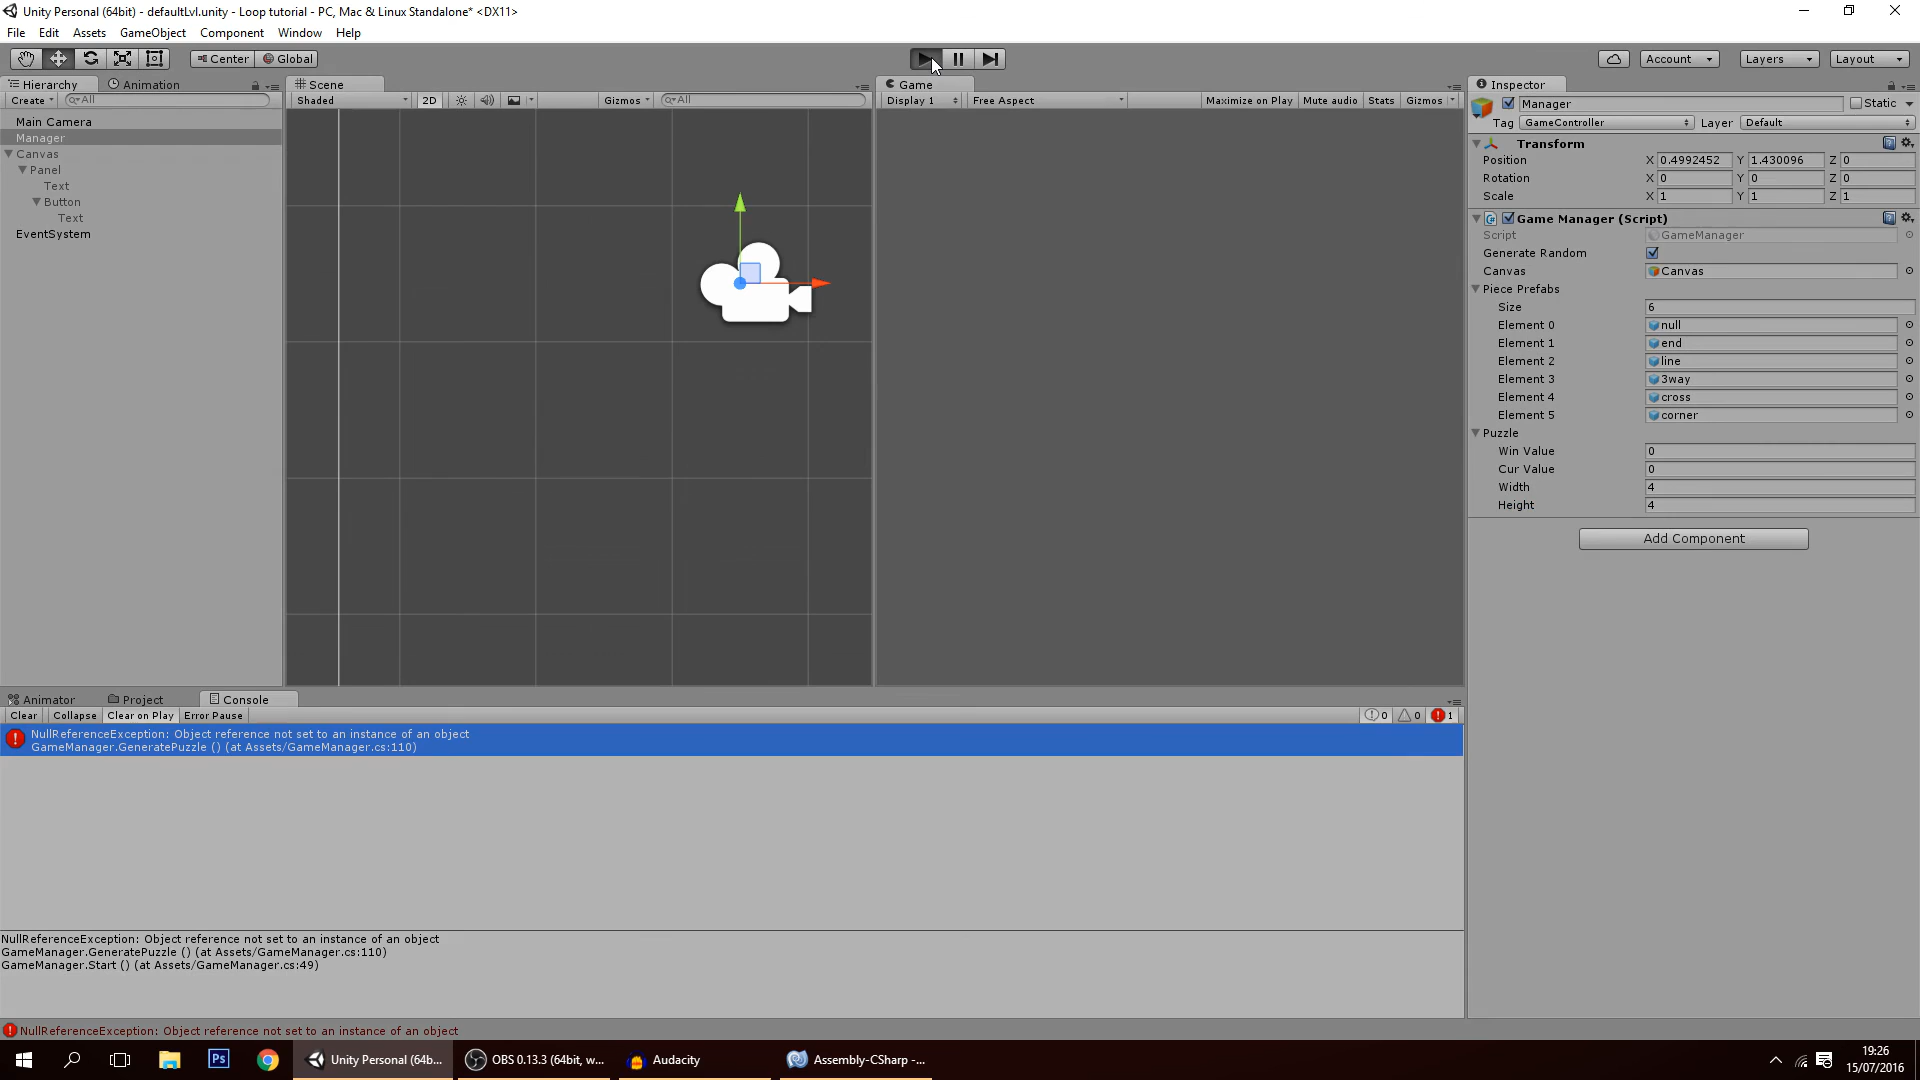 Unity Personal (64bit) - defaultLvl.unity - Loop tutorial - PC, Mac & Linux Standalone* <DX11>
File Edit Assets GameObject Component Window Help
Center Global Account Layers Layout
Hierarchy Animation Scene Game Inspector
Create All Shaded 2D Gizmos All Display 1 Free Aspect Maximize on Play Mute audio Stats Gizmos Manager Static
Main Camera Tag GameController Layer Default
Manager Transform
Canvas Position X 0.4992452 Y 1.430096 Z 0
Panel Rotation X 0 Y 0 Z 0
Text Scale X 1 Y 1 Z 1
Button Game Manager (Script)
Text Script GameManager
EventSystem Generate Random
Canvas Canvas
Piece Prefabs
Size 6
Element 0 null
Element 1 end
Element 2 line
Element 3 3way
Element 4 cross
Element 5 corner
Puzzle
Win Value 0
Cur Value 0
Width 4
Height 4
Add Component
Animator Project Console
Clear Collapse Clear on Play Error Pause 0 0 1
NullReferenceException: Object reference not set to an instance of an object
GameManager.GeneratePuzzle () (at Assets/GameManager.cs:110)
NullReferenceException: Object reference not set to an instance of an object
GameManager.GeneratePuzzle () (at Assets/GameManager.cs:110)
GameManager.Start () (at Assets/GameManager.cs:49)
NullReferenceException: Object reference not set to an instance of an object
Ps Unity Personal (64b... OBS 0.13.3 (64bit, w... Audacity Assembly-CSharp -... 19:26
15/07/2016